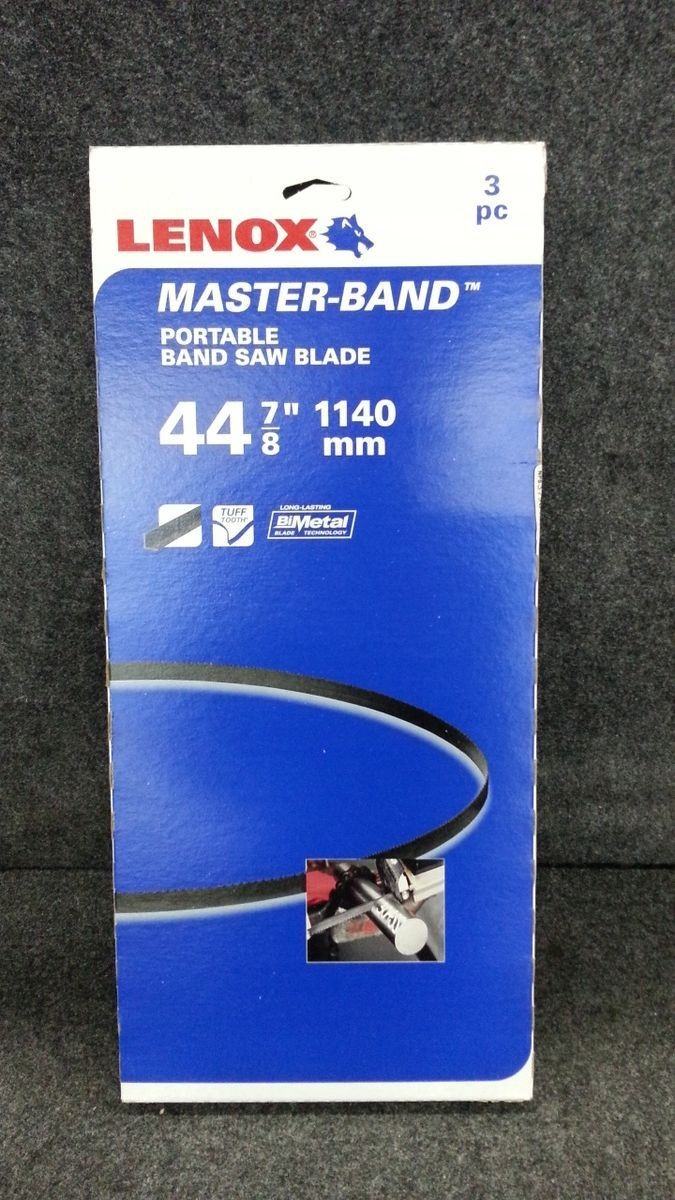 3
pc
LENOX®
MASTER-BAND™
PORTABLE
BAND SAW BLADE
44 7/8" 1140
mm
TUFF
TOOTH™
LONG-LASTING
BiMetal
BLADE TECHNOLOGY